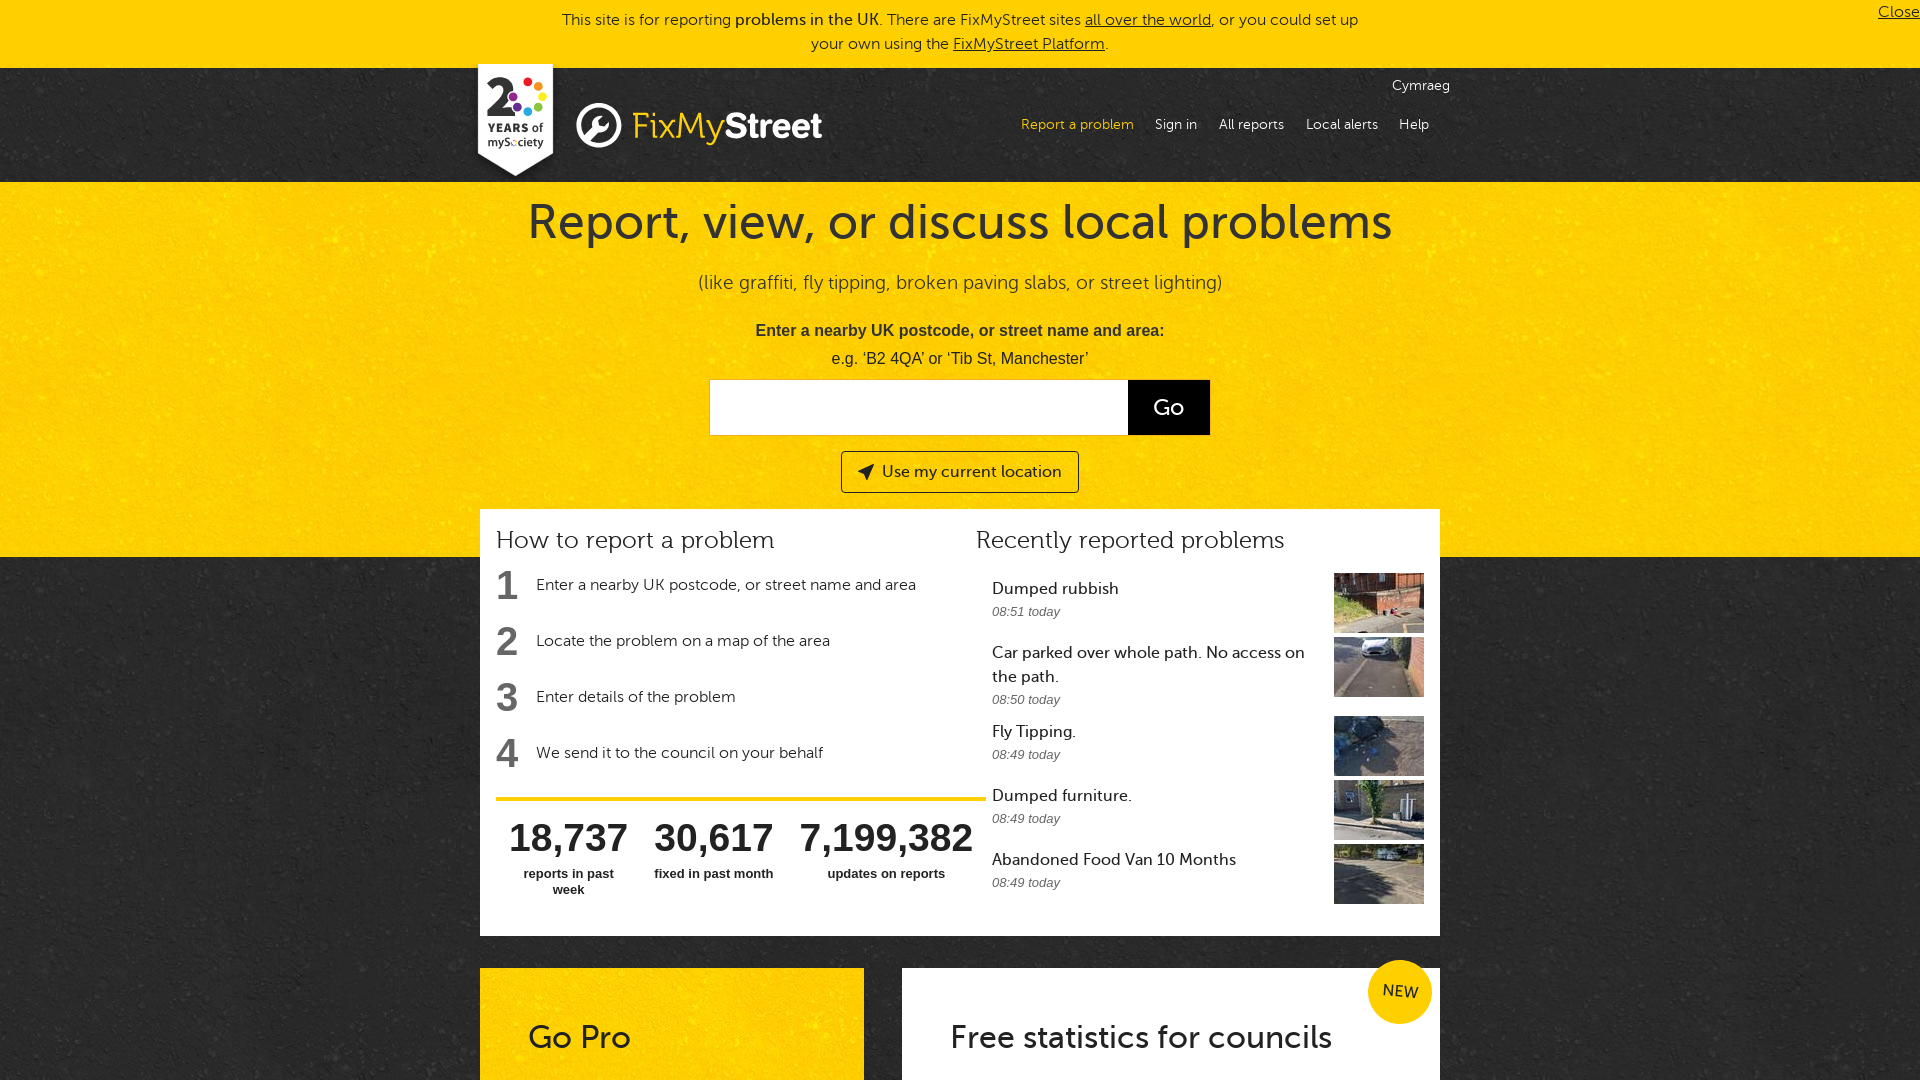 This site is for reporting problems in the UK. There are FixMyStreet sites all over the world, or you could set up
your own using the FixMyStreet Platform.
Close
20
YEARS of
mySociety
FixMyStreet
Cymraeg
Report a problem
Sign in
All reports
Local alerts
Help
Report, view, or discuss local problems
(like graffiti, fly tipping, broken paving slabs, or street lighting)
Enter a nearby UK postcode, or street name and area:
e.g. ‘B2 4QA’ or ‘Tib St, Manchester’
Go
Use my current location
How to report a problem
1 Enter a nearby UK postcode, or street name and area
2 Locate the problem on a map of the area
3 Enter details of the problem
4 We send it to the council on your behalf
18,737
reports in past
week
30,617
fixed in past month
7,199,382
updates on reports
Recently reported problems
Dumped rubbish
08:51 today
Car parked over whole path. No access on
the path.
08:50 today
Fly Tipping.
08:49 today
Dumped furniture.
08:49 today
Abandoned Food Van 10 Months
08:49 today
Go Pro
NEW
Free statistics for councils